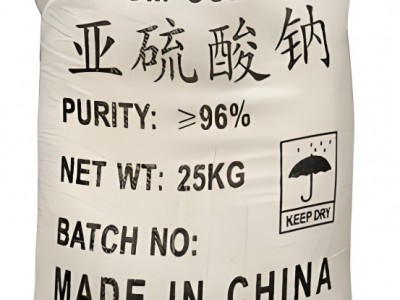 亚硫酸钠
PURITY: ≥96%
NET WT: 25KG
KEEP DRY
BATCH NO:
MADE IN CHINA